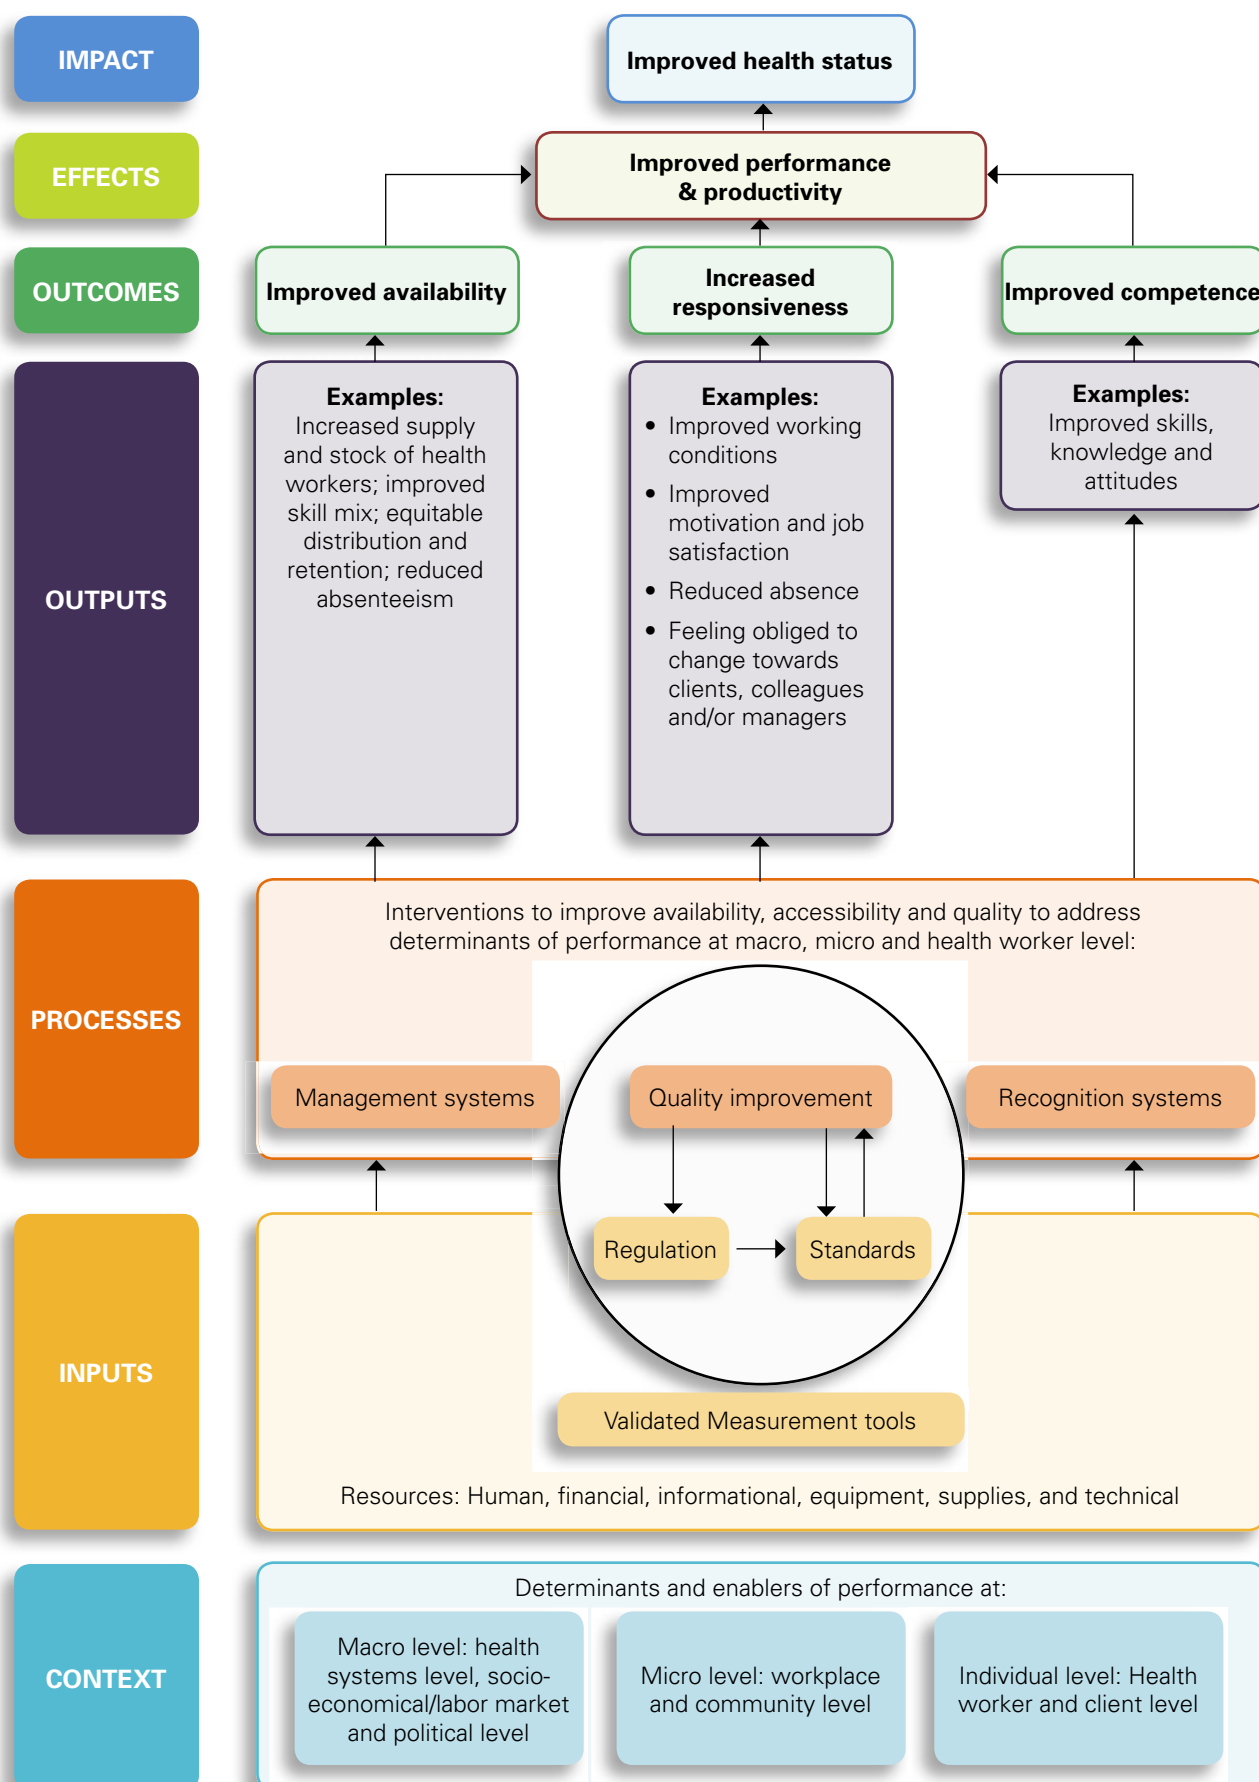 IMPACT
Improved health status
EFFECTS
Improved performance
& productivity
OUTCOMES
Improved availability
Increased
responsiveness
Improved competence
OUTPUTS
Examples:
Increased supply
and stock of health
workers; improved
skill mix; equitable
distribution and
retention; reduced
absenteeism
Examples:
• Improved working
conditions
• Improved
motivation and job
satisfaction
• Reduced absence
• Feeling obliged to
change towards
clients, colleagues
and/or managers
Examples:
Improved skills,
knowledge and
attitudes
PROCESSES
Interventions to improve availability, accessibility and quality to address
determinants of performance at macro, micro and health worker level:
Management systems
Quality improvement
Recognition systems
INPUTS
Regulation
Standards
Validated Measurement tools
Resources: Human, financial, informational, equipment, supplies, and technical
CONTEXT
Determinants and enablers of performance at:
Macro level: health
systems level, socio-
economical/labor market
and political level
Micro level: workplace
and community level
Individual level: Health
worker and client level